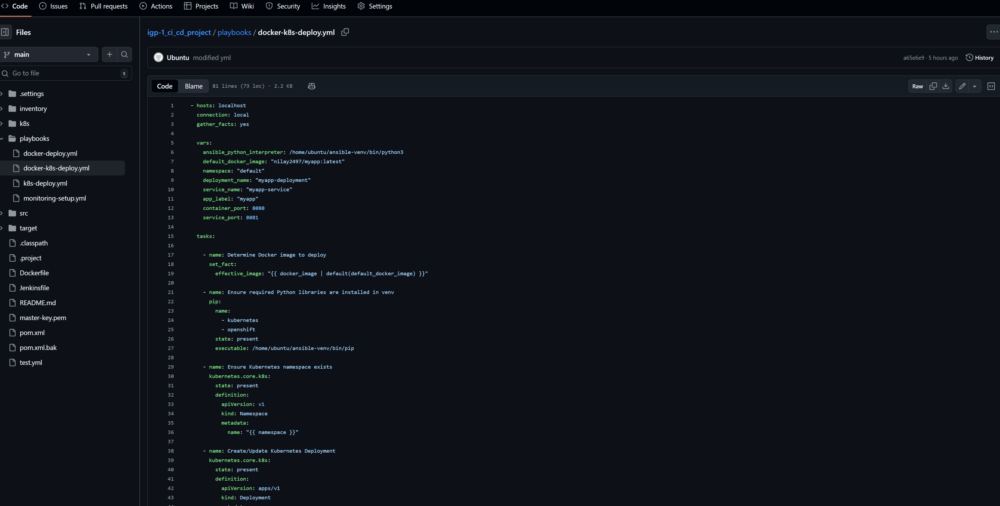 Code Issues Pull requests Actions Projects Wiki Security Insights Settings
Files
main
Go to file t
.settings
inventory
k8s
playbooks
docker-deploy.yml
docker-k8s-deploy.yml
k8s-deploy.yml
monitoring-setup.yml
src
target
.classpath
.project
Dockerfile
Jenkinsfile
README.md
master-key.pem
pom.xml
pom.xml.bak
test.yml
igp-1_ci_cd_project / playbooks / docker-k8s-deploy.yml
Ubuntu modified yml a65e6e9 · 5 hours ago History
Code Blame 81 lines (73 loc) · 2.2 KB Raw
1 - hosts: localhost
2 connection: local
3 gather_facts: yes
4
5 vars:
6 ansible_python_interpreter: /home/ubuntu/ansible-venv/bin/python3
7 default_docker_image: "nilay2497/myapp:latest"
8 namespace: "default"
9 deployment_name: "myapp-deployment"
10 service_name: "myapp-service"
11 app_label: "myapp"
12 container_port: 8080
13 service_port: 8081
14
15 tasks:
16
17 - name: Determine Docker image to deploy
18 set_fact:
19 effective_image: "{{ docker_image | default(default_docker_image) }}"
20
21 - name: Ensure required Python libraries are installed in venv
22 pip:
23 name:
24 - kubernetes
25 - openshift
26 state: present
27 executable: /home/ubuntu/ansible-venv/bin/pip
28
29 - name: Ensure Kubernetes namespace exists
30 kubernetes.core.k8s:
31 state: present
32 definition:
33 apiVersion: v1
34 kind: Namespace
35 metadata:
36 name: "{{ namespace }}"
37
38 - name: Create/Update Kubernetes Deployment
39 kubernetes.core.k8s:
40 state: present
41 definition:
42 apiVersion: apps/v1
43 kind: Deployment